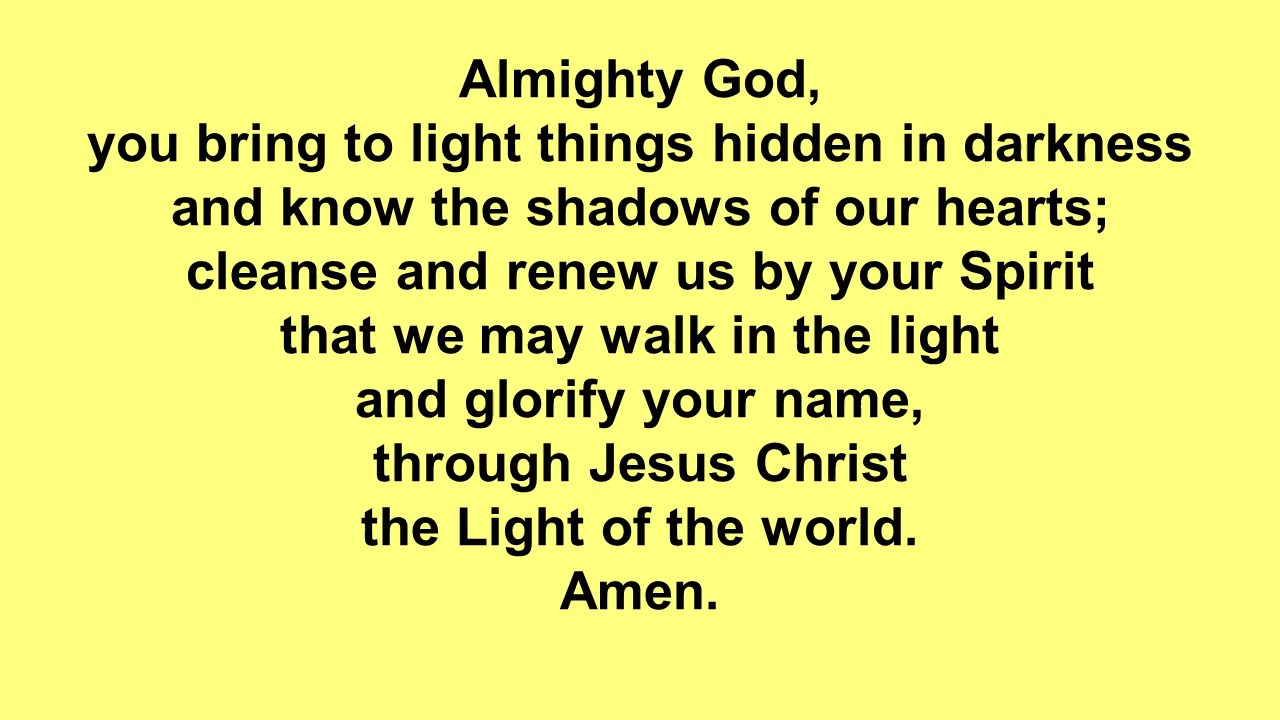 Almighty God,
you bring to light things hidden in darkness
and know the shadows of our hearts;
cleanse and renew us by your Spirit
that we may walk in the light
and glorify your name,
through Jesus Christ
the Light of the world.
Amen.